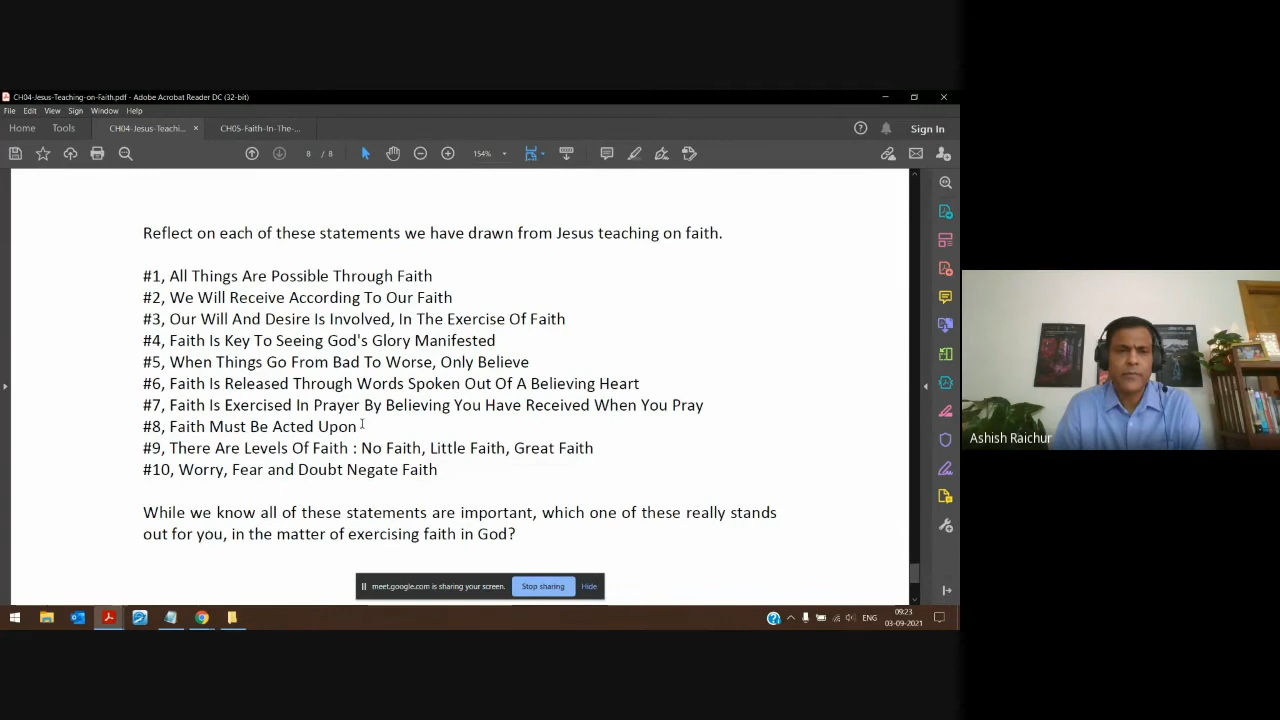 CH04-Jesus-Teaching-on-Faith.pdf - Adobe Acrobat Reader DC (32-bit)
File Edit View Sign Window Help
Home Tools CH04-Jesus-Teachi... × CH05-Faith-In-The-... Sign In
8 / 8 154%
Reflect on each of these statements we have drawn from Jesus teaching on faith.
#1, All Things Are Possible Through Faith
#2, We Will Receive According To Our Faith
#3, Our Will And Desire Is Involved, In The Exercise Of Faith
#4, Faith Is Key To Seeing God's Glory Manifested
#5, When Things Go From Bad To Worse, Only Believe
#6, Faith Is Released Through Words Spoken Out Of A Believing Heart
#7, Faith Is Exercised In Prayer By Believing You Have Received When You Pray
#8, Faith Must Be Acted Upon
#9, There Are Levels Of Faith : No Faith, Little Faith, Great Faith
#10, Worry, Fear and Doubt Negate Faith
While we know all of these statements are important, which one of these really stands
out for you, in the matter of exercising faith in God?
meet.google.com is sharing your screen. Stop sharing Hide
ENG
09:23
03-09-2021
Ashish Raichur